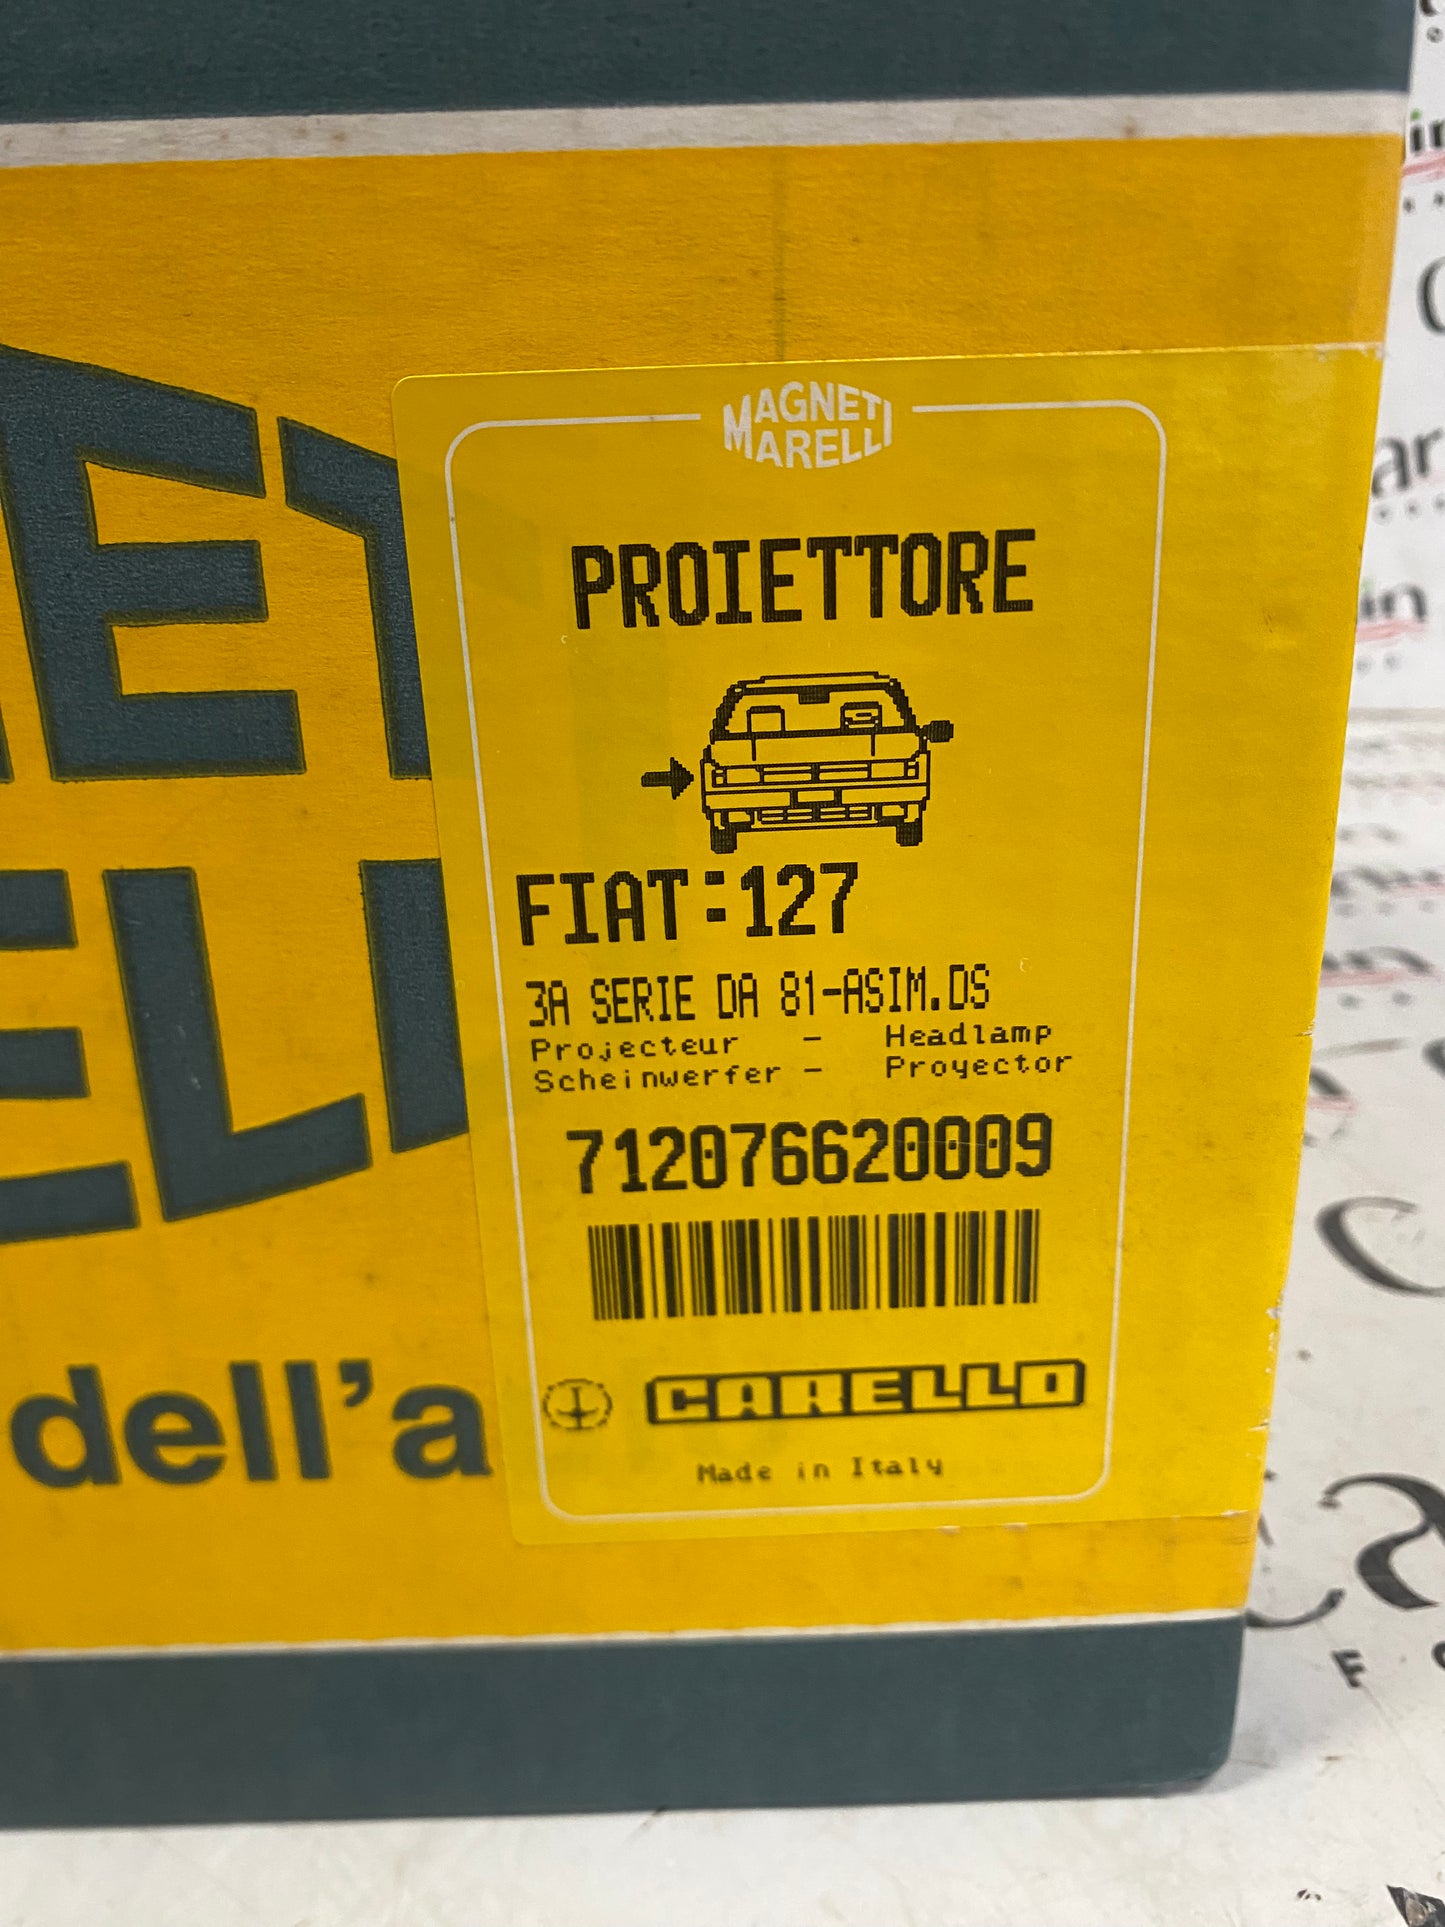 MAGNETI
MARELLI
PROIETTORE
FIAT:127
3A SERIE DA 81-ASIM.DS
Projecteur - Headlamp
Scheinwerfer - Proyector
712076620009
CARELLO
Made in Italy
dell'a